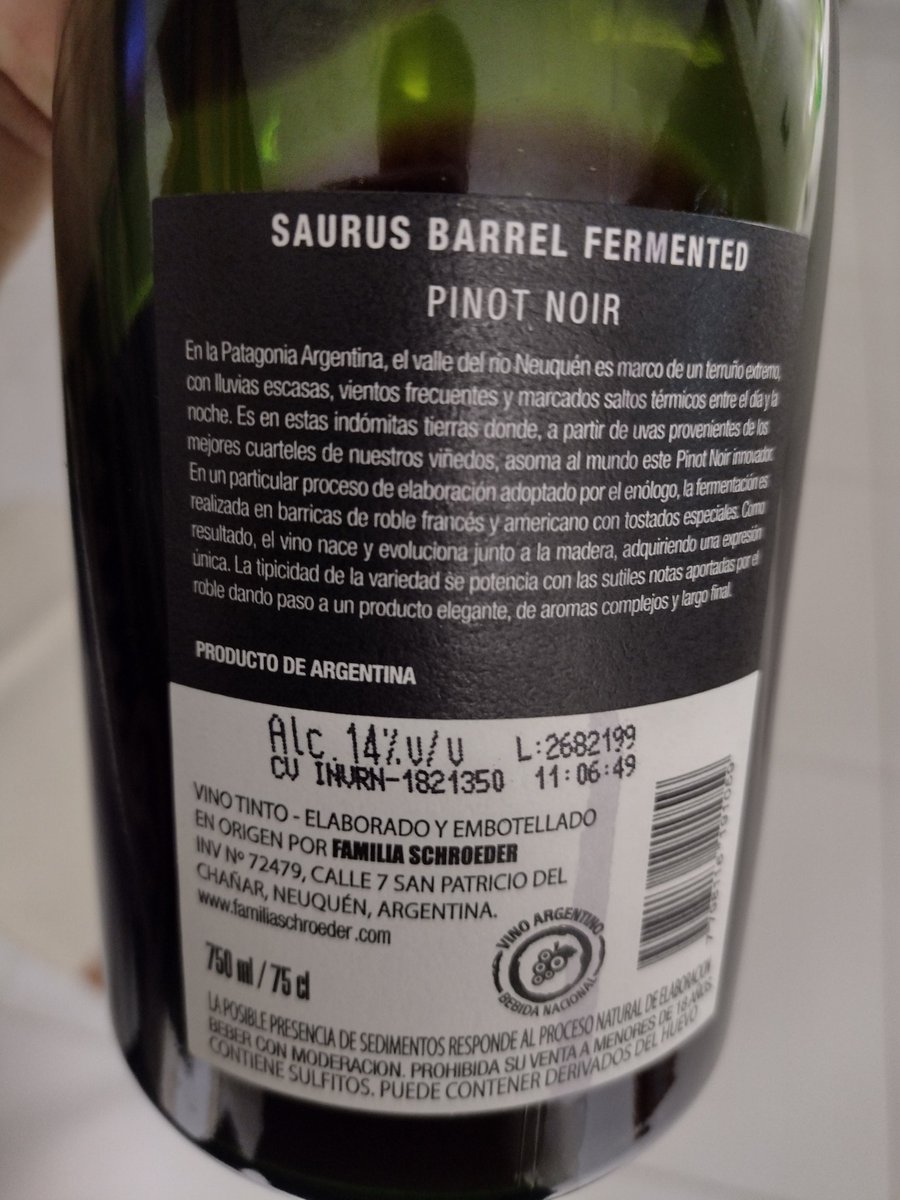 SAURUS BARREL FERMENTED
PINOT NOIR
En la Patagonia Argentina, el valle del río Neuquén es marco de un terruño extremo,
con lluvias escasas, vientos frecuentes y marcados saltos térmicos entre el día y la
noche. Es en estas indómitas tierras donde, a partir de uvas provenientes de los
mejores cuarteles de nuestros viñedos, asoma al mundo este Pinot Noir innovador.
En un particular proceso de elaboración adoptado por el enólogo, la fermentación es
realizada en barricas de roble francés y americano con tostados especiales. Como
resultado, el vino nace y evoluciona junto a la madera, adquiriendo una expresión
única. La tipicidad de la variedad se potencia con las sutiles notas aportadas por el
roble dando paso a un producto elegante, de aromas complejos y largo final.
PRODUCTO DE ARGENTINA
Alc. 14% v/v L:2682199
CV INVRN-1821350 11:06:49
VINO TINTO - ELABORADO Y EMBOTELLADO
EN ORIGEN POR FAMILIA SCHROEDER
INV Nº 72479, CALLE 7 SAN PATRICIO DEL
CHAÑAR, NEUQUÉN, ARGENTINA.
www.familiaschroeder.com
VINO ARGENTINO
BEBIDA NACIONAL
750 ml / 75 cl
LA POSIBLE PRESENCIA DE SEDIMENTOS RESPONDE AL PROCESO NATURAL DE ELABORACION
BEBER CON MODERACION. PROHIBIDA SU VENTA A MENORES DE 18 AÑOS.
CONTIENE SULFITOS. PUEDE CONTENER DERIVADOS DEL HUEVO